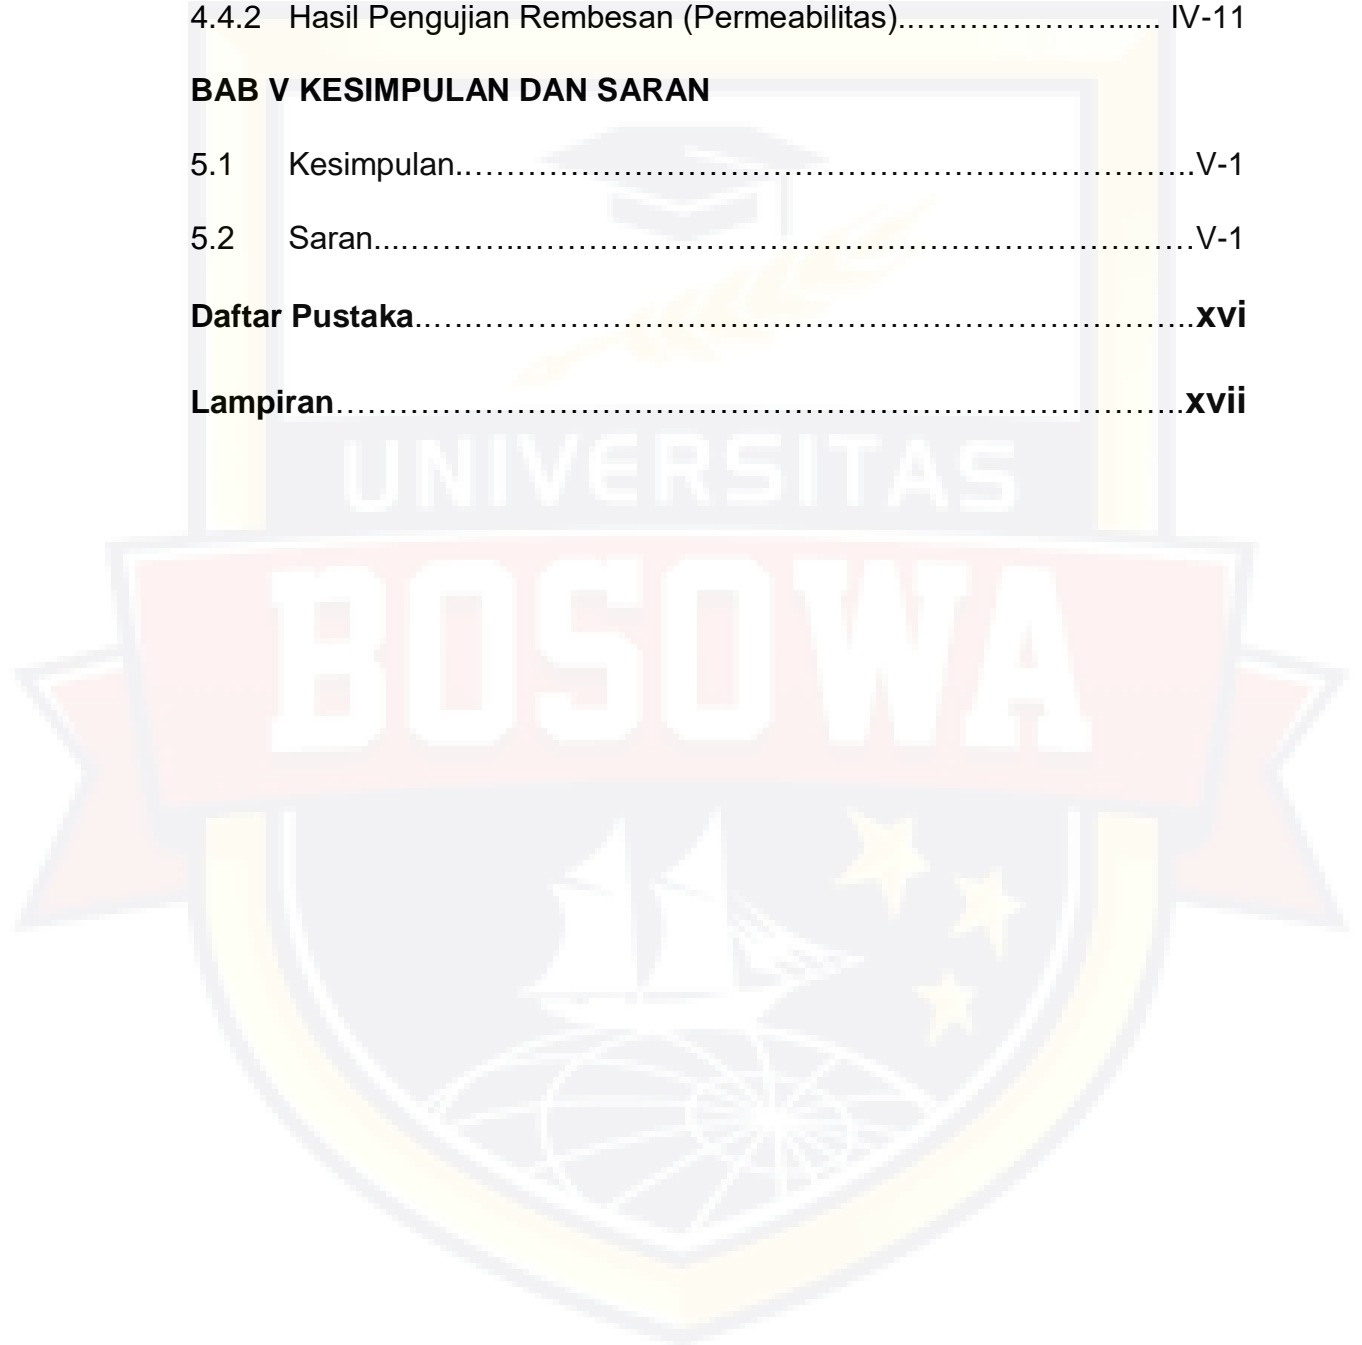 4.4.2 Hasil Pengujian Rembesan (Permeabilitas)........................... IV-11
BAB V KESIMPULAN DAN SARAN
5.1 Kesimpulan.....................................................................V-1
5.2 Saran............................................................................V-1
Daftar Pustaka.....................................................................xvi
Lampiran............................................................................xvii
UNIVERSITAS
BOSOWA